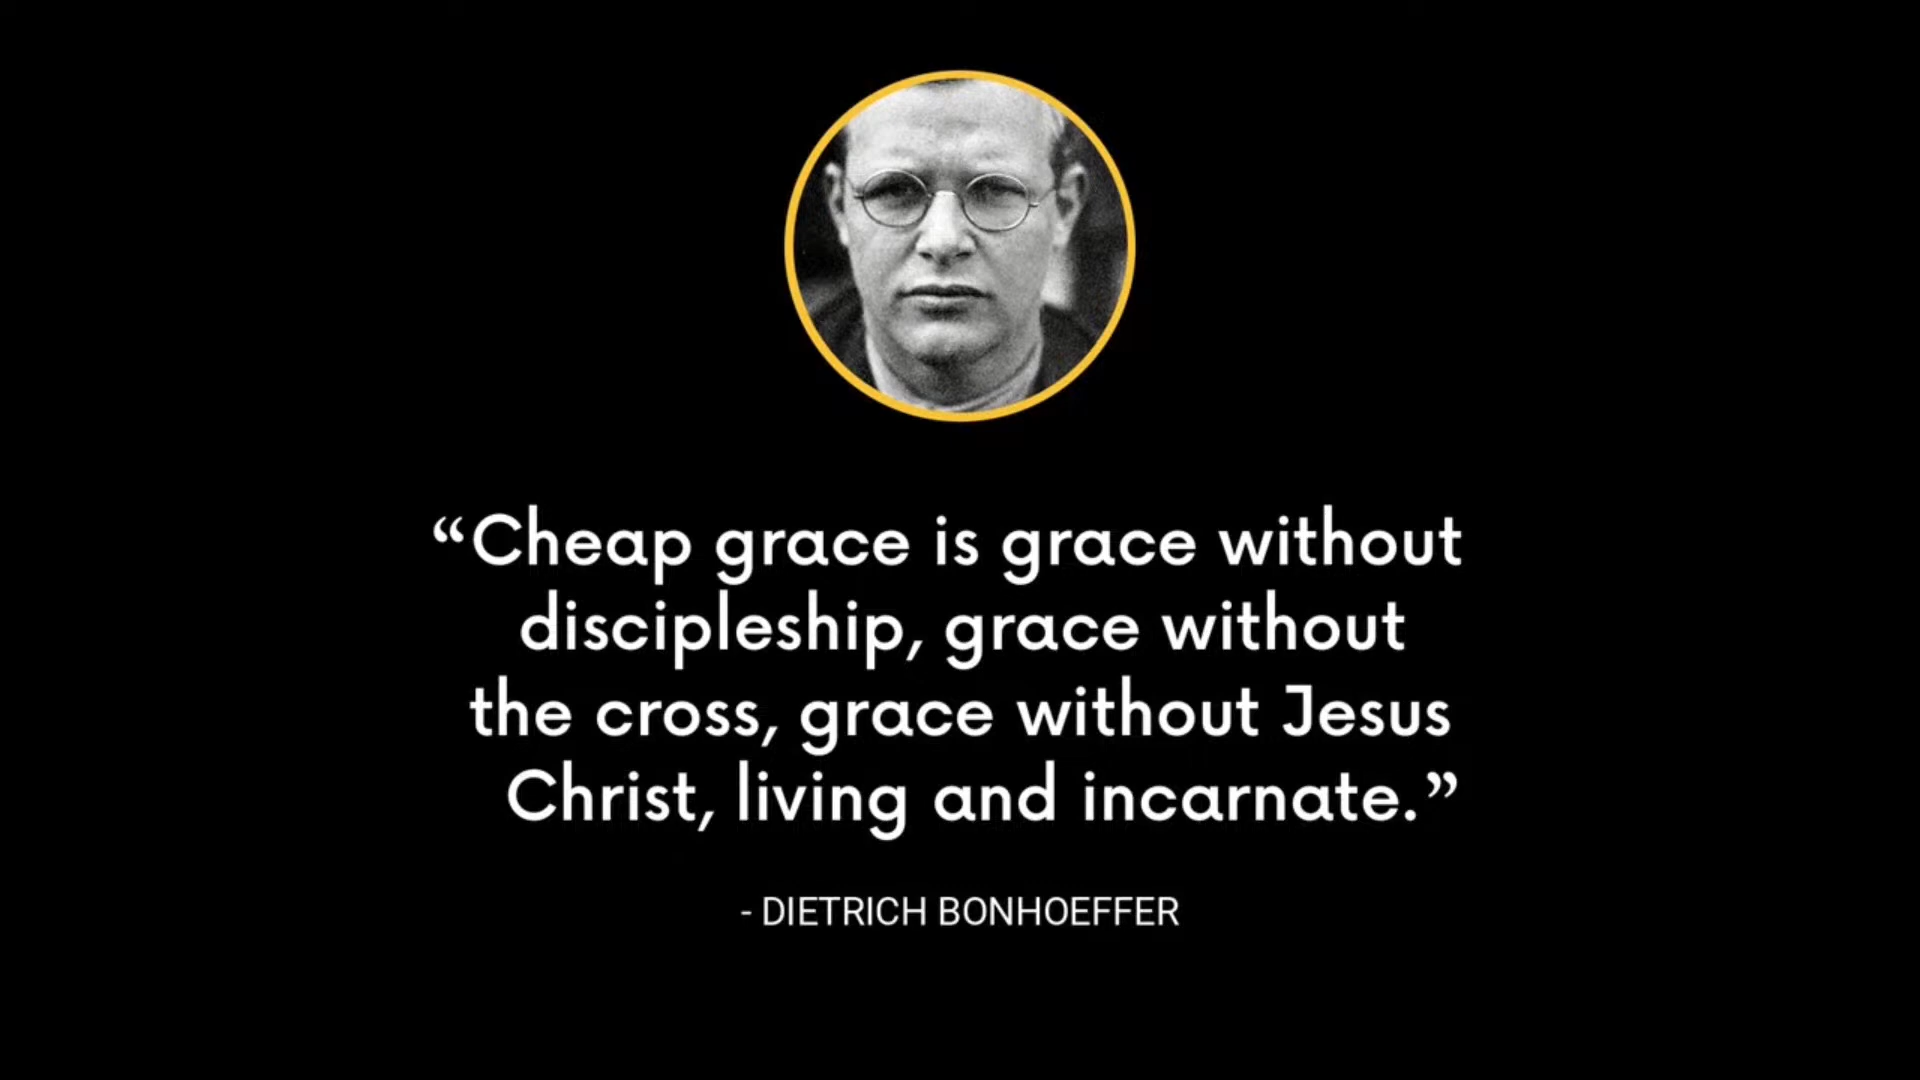 “Cheap grace is grace without
discipleship, grace without
the cross, grace without Jesus
Christ, living and incarnate.”
- DIETRICH BONHOEFFER